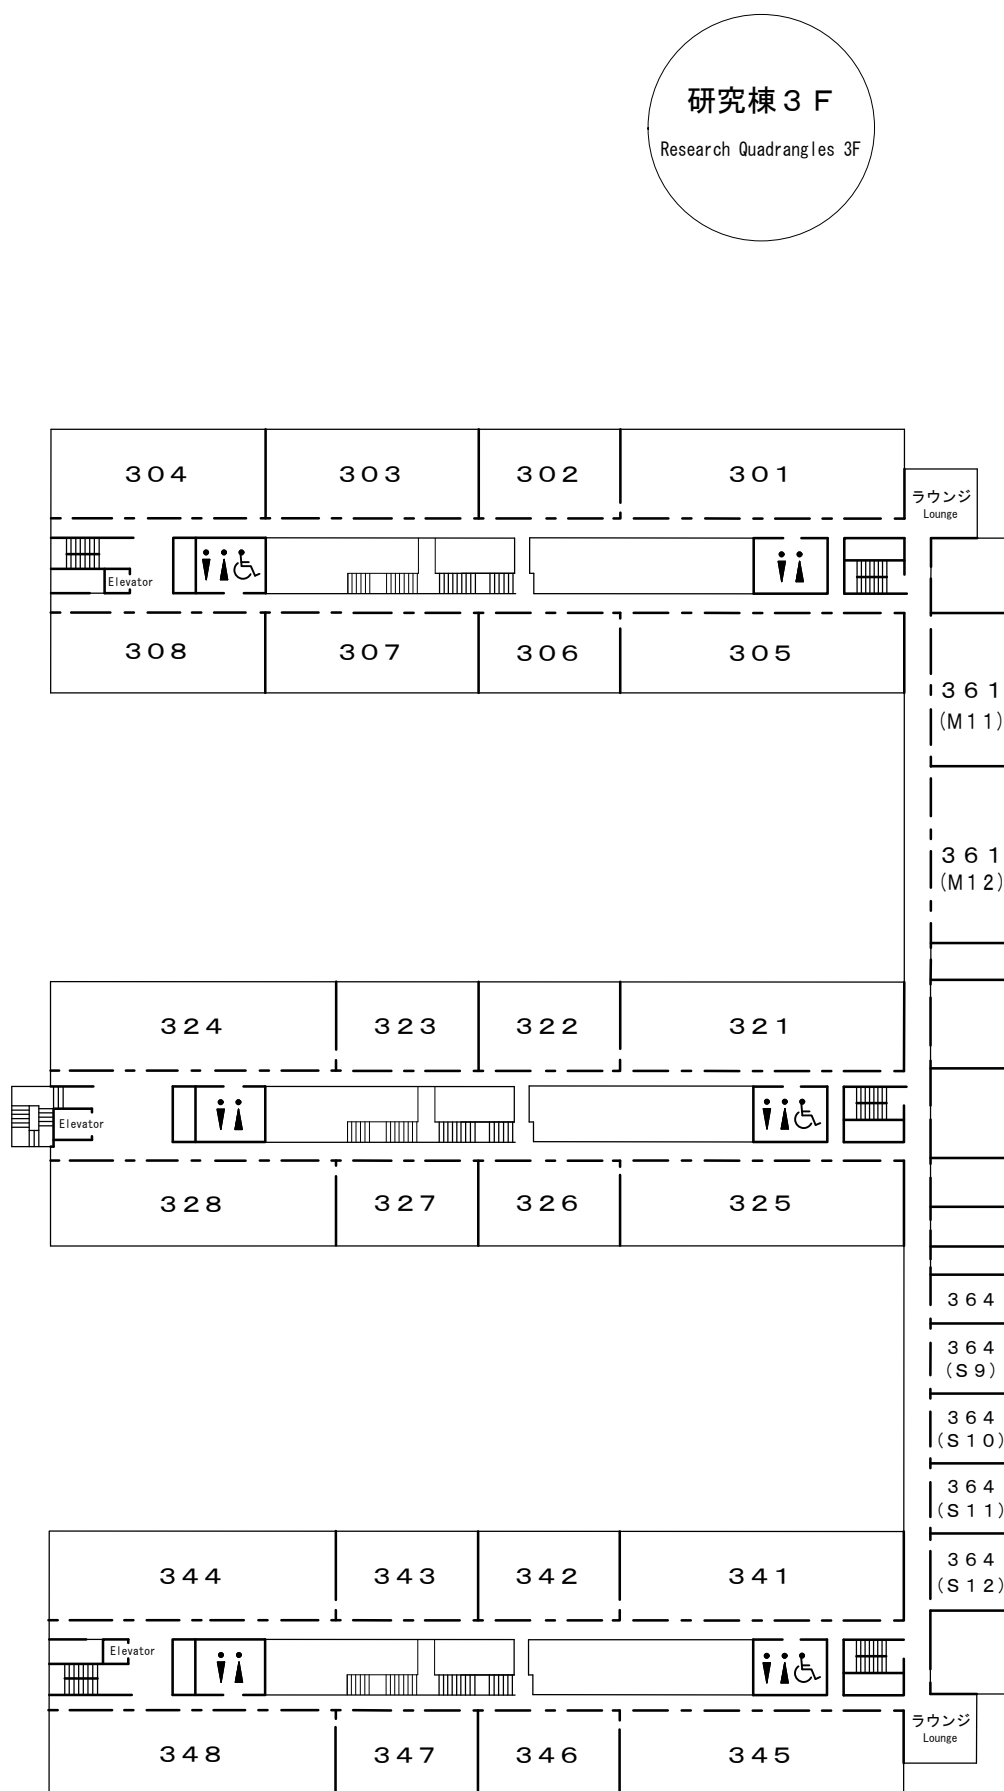 研究棟３Ｆ
Research Quadrangles 3F
３０４
３０３
３０２
３０１
ラウンジ
Lounge
Elevator
３０８
３０７
３０６
３０５
３６１
(M11)
３６１
(M12)
３２４
３２３
３２２
３２１
Elevator
３２８
３２７
３２６
３２５
３６４
３６４
(Ｓ９)
３６４
(Ｓ１０)
３６４
(Ｓ１１)
３６４
(Ｓ１２)
３４４
３４３
３４２
３４１
Elevator
３４８
３４７
３４６
３４５
ラウンジ
Lounge